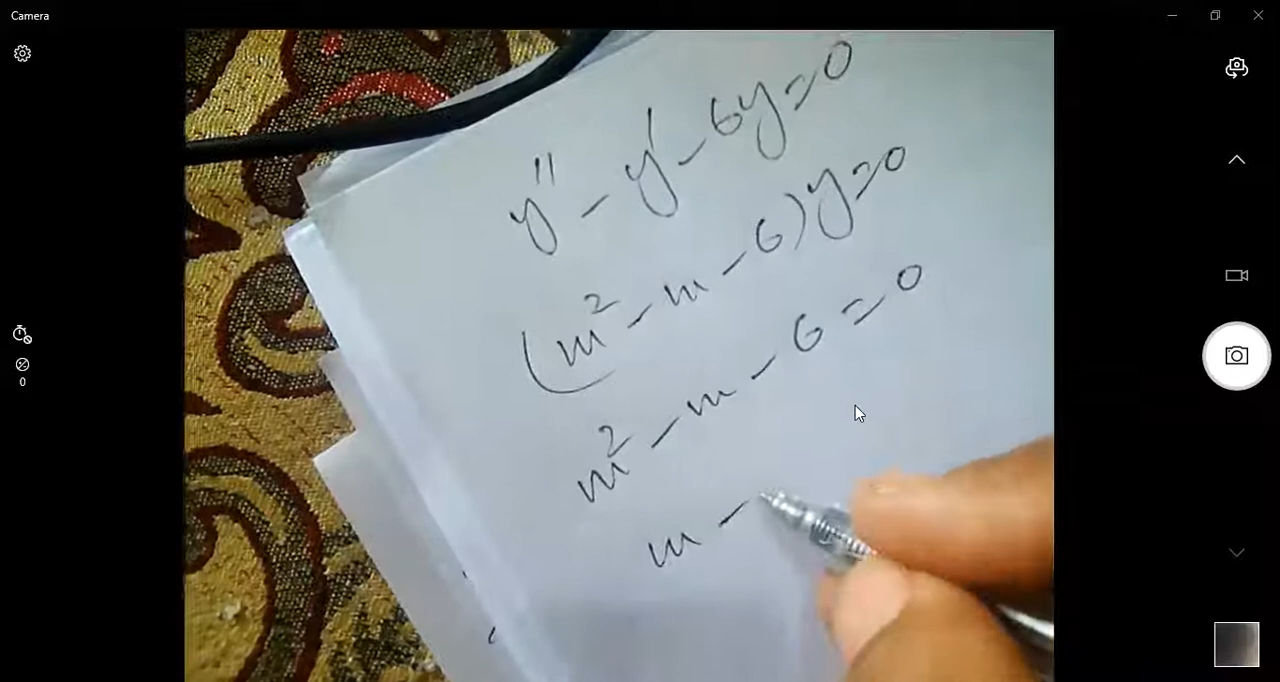 Camera
y'' - y' - 6y = 0
(m² - m - 6) y = 0
m² - m - 6 = 0
m -
0